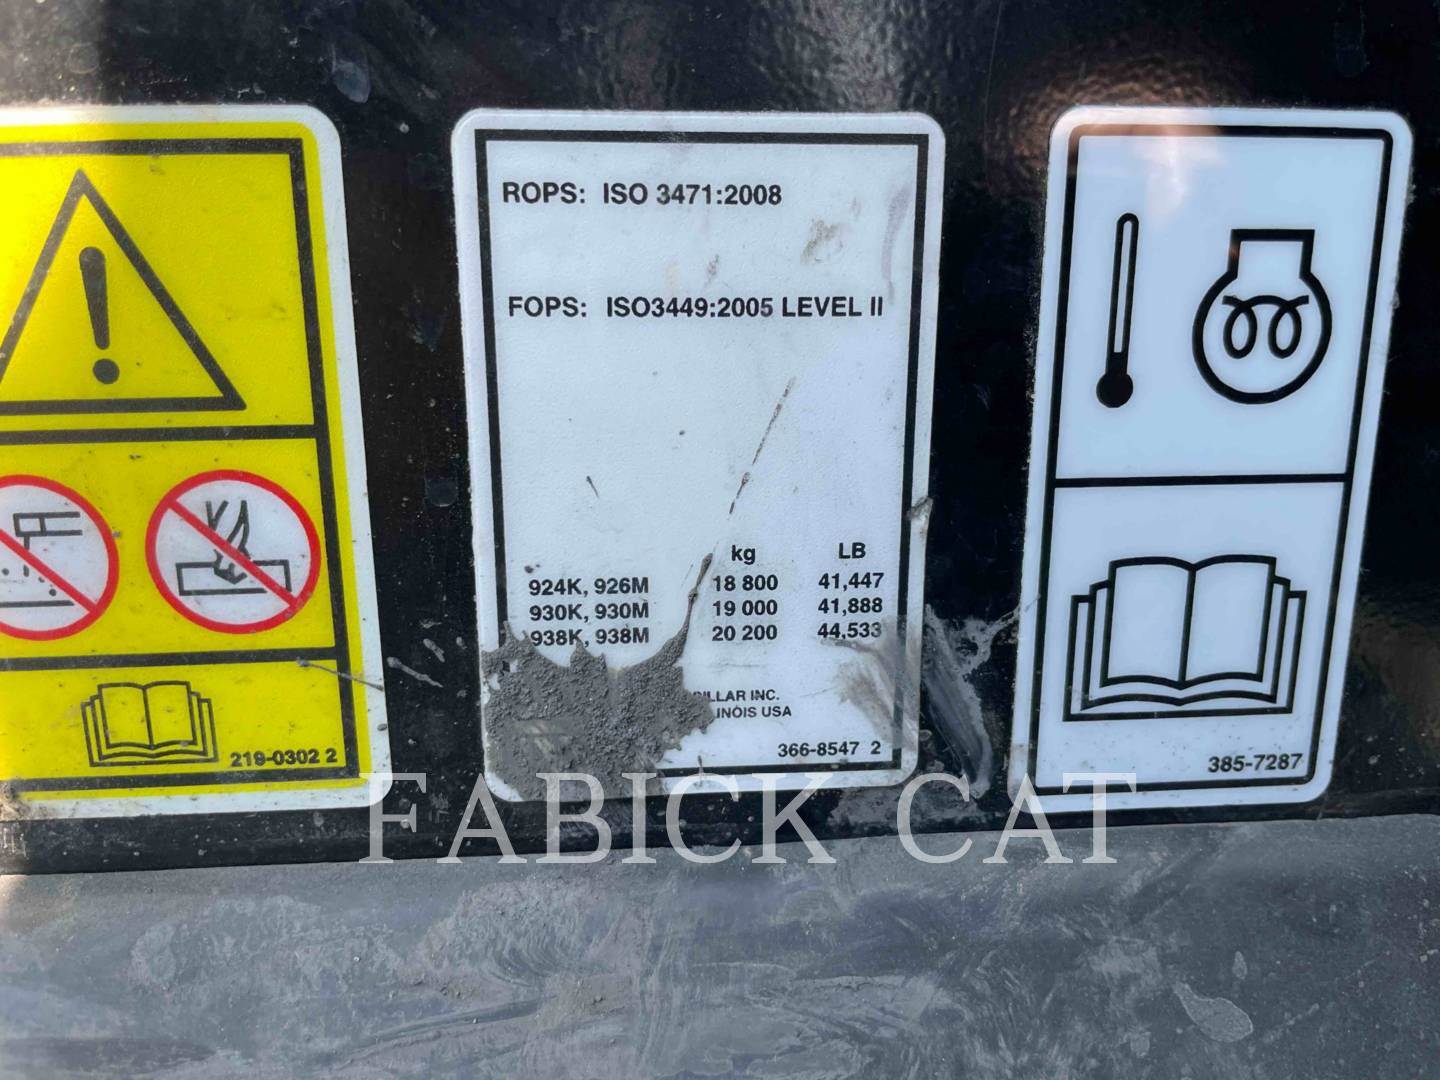 219-0302 2
ROPS: ISO 3471:2008
FOPS: ISO3449:2005 LEVEL II
kg LB
924K, 926M 18 800 41,447
930K, 930M 19 000 41,888
938K, 938M 20 200 44,533
INC.
USA
366-8547 2
385-7287
FABICK CAT